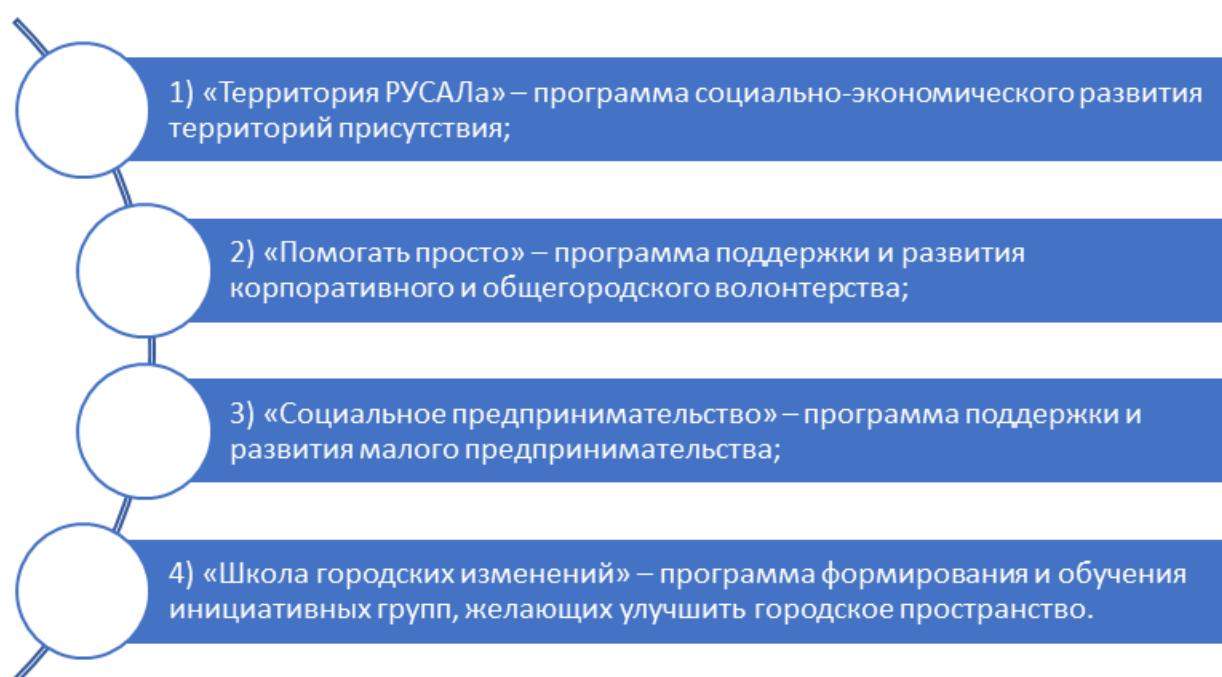 1) «Территория РУСАЛа» – программа социально-экономического развития
территорий присутствия;
2) «Помогать просто» – программа поддержки и развития
корпоративного и общегородского волонтерства;
3) «Социальное предпринимательство» – программа поддержки и
развития малого предпринимательства;
4) «Школа городских изменений» – программа формирования и обучения
инициативных групп, желающих улучшить городское пространство.